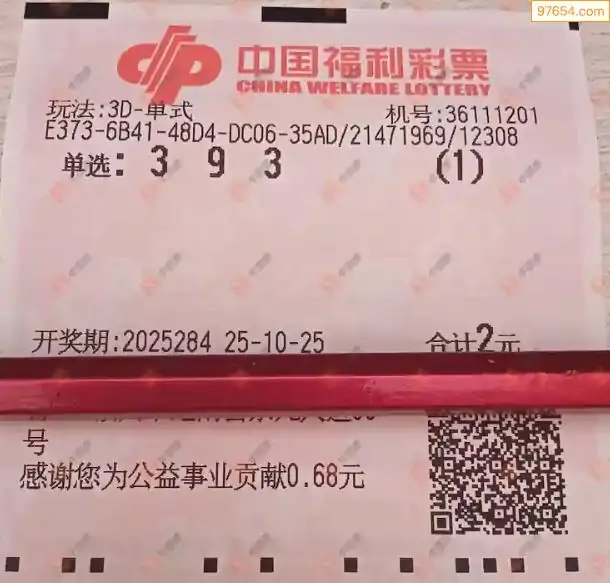 97654.com
中国福利彩票
CHINA WELFARE LOTTERY
玩法:3D-单式 机号:36111201
E373-6B41-48D4-DC06-35AD/21471969/12308
单选: 3 9 3 (1)
开奖期:2025284 25-10-25 合计2元
号
感谢您为公益事业贡献0.68元